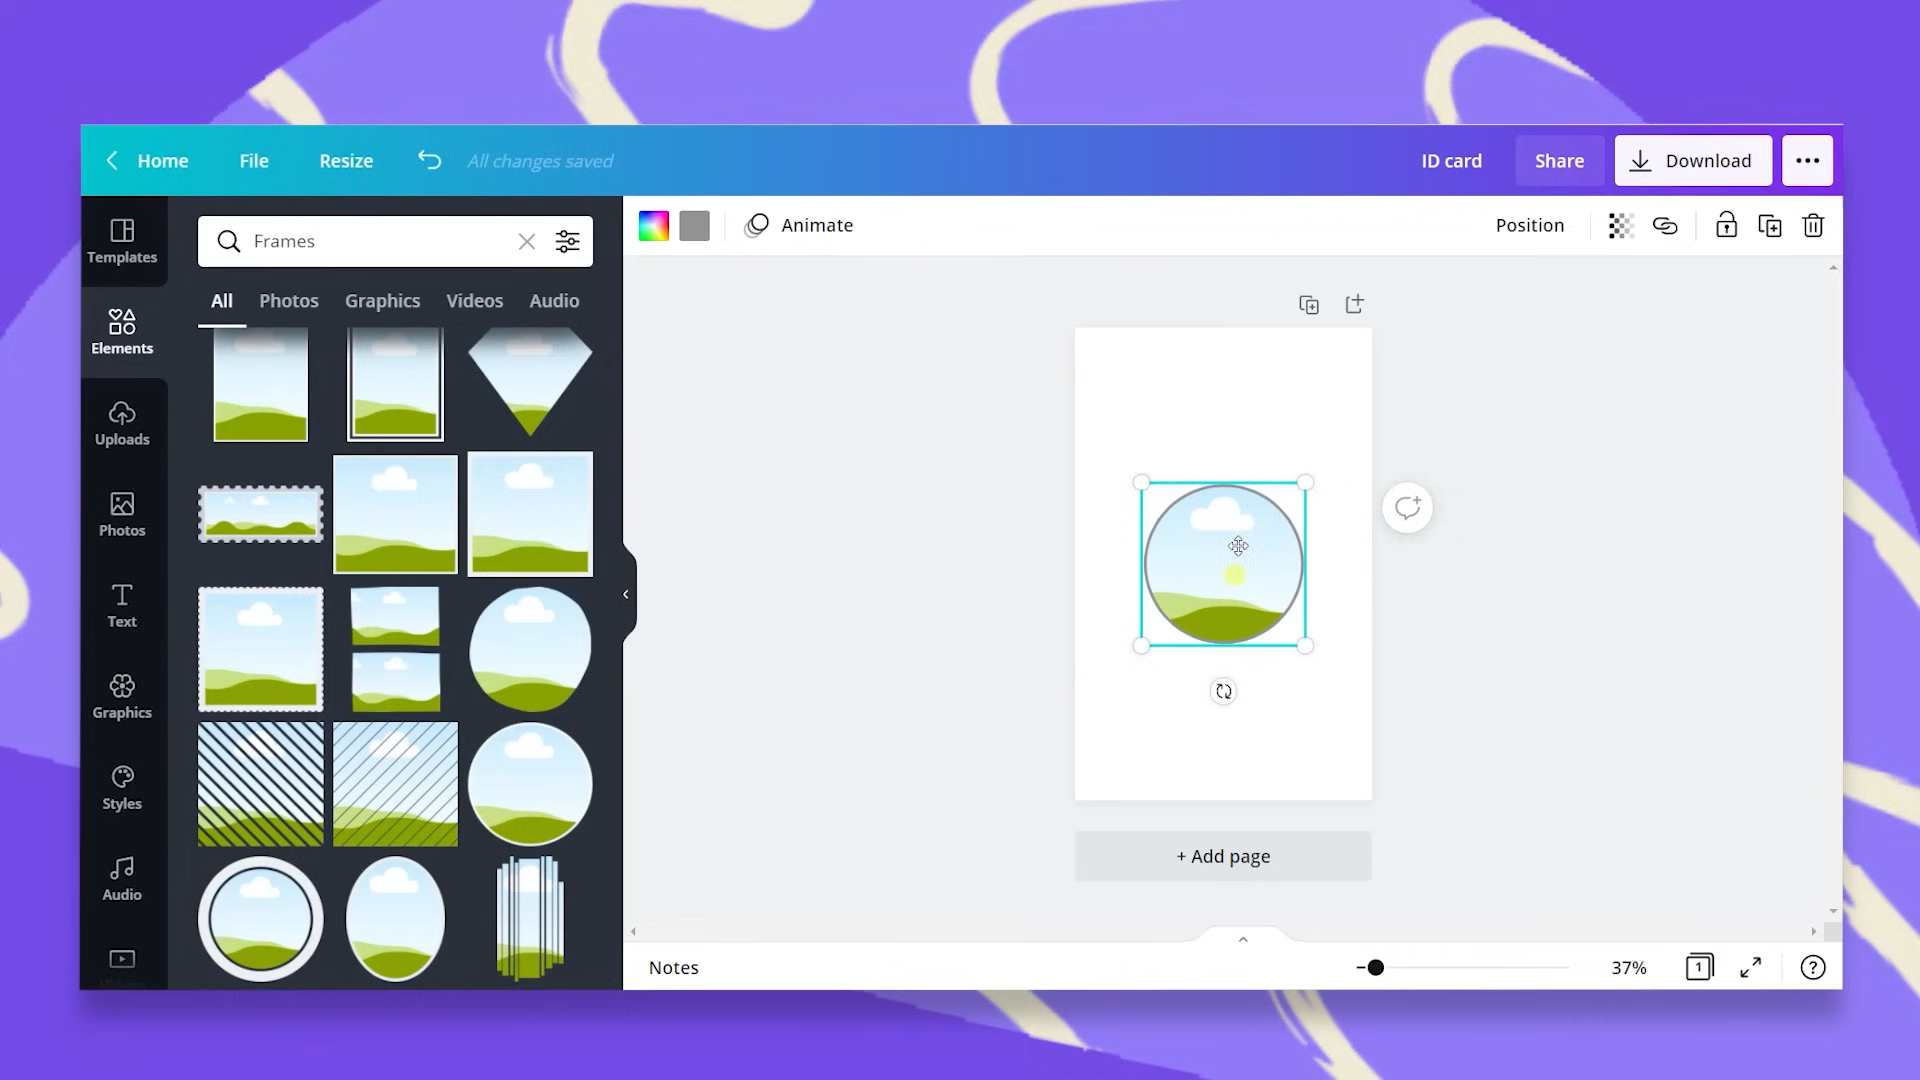 Home File Resize All changes saved ID card Share Download
Templates
Elements
Uploads
Photos
Text
Graphics
Styles
Audio
Frames
All Photos Graphics Videos Audio
Animate Position
+ Add page
Notes 37% 1 ?